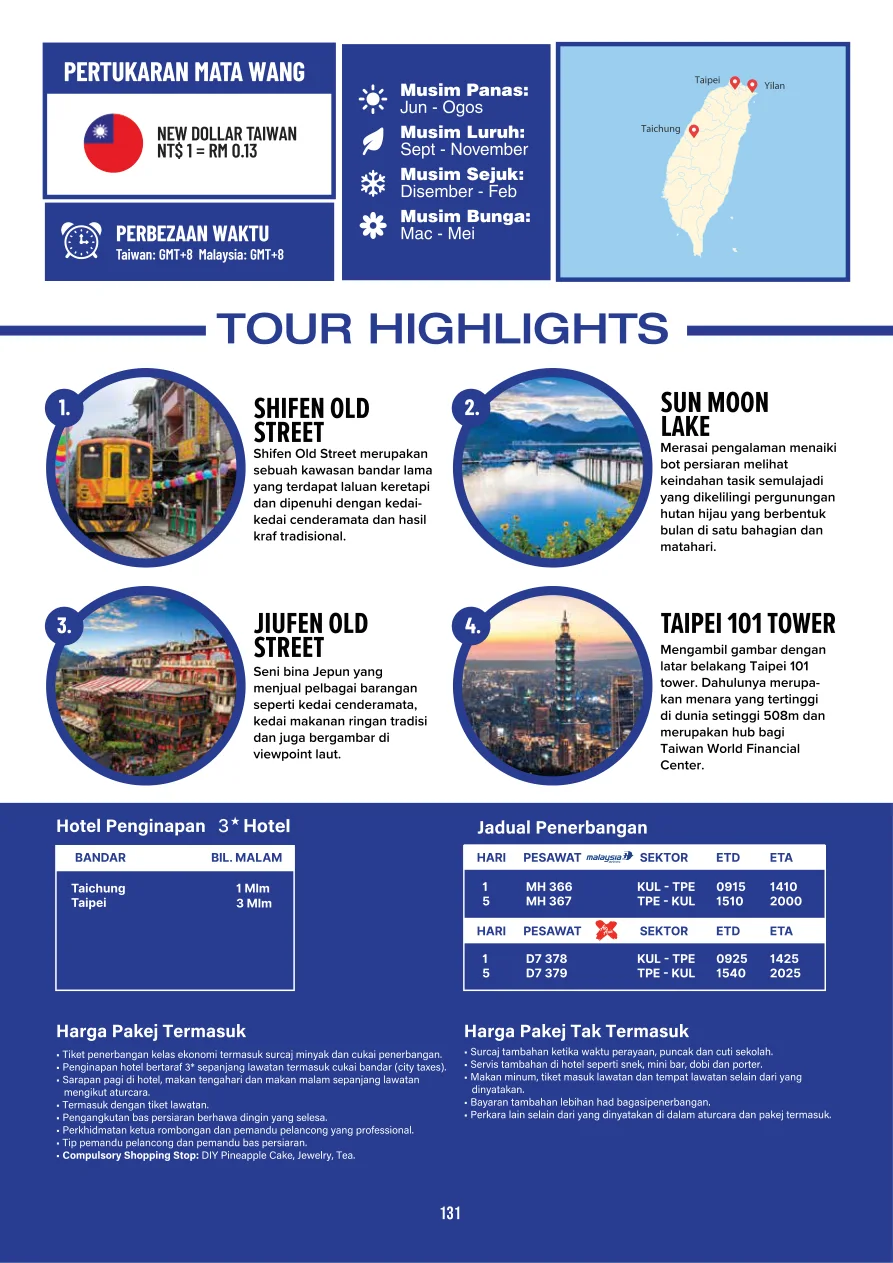 PERTUKARAN MATA WANG
NEW DOLLAR TAIWAN
NT$ 1 = RM 0.13
PERBEZAAN WAKTU
Taiwan: GMT+8 Malaysia: GMT+8
Musim Panas:
Jun - Ogos
Musim Luruh:
Sept - November
Musim Sejuk:
Disember - Feb
Musim Bunga:
Mac - Mei
Taipei
Yilan
Taichung
TOUR HIGHLIGHTS
1.
SHIFEN OLD
STREET
Shifen Old Street merupakan
sebuah kawasan bandar lama
yang terdapat laluan keretapi
dan dipenuhi dengan kedai-
kedai cenderamata dan hasil
kraf tradisional.
2.
SUN MOON
LAKE
Merasai pengalaman menaiki
bot persiaran melihat
keindahan tasik semulajadi
yang dikelilingi pergunungan
hutan hijau yang berbentuk
bulan di satu bahagian dan
matahari.
3.
JIUFEN OLD
STREET
Seni bina Jepun yang
menjual pelbagai barangan
seperti kedai cenderamata,
kedai makanan ringan tradisi
dan juga bergambar di
viewpoint laut.
4.
TAIPEI 101 TOWER
Mengambil gambar dengan
latar belakang Taipei 101
tower. Dahulunya merupa-
kan menara yang tertinggi
di dunia setinggi 508m dan
merupakan hub bagi
Taiwan World Financial
Center.
Hotel Penginapan 3★ Hotel
BANDAR BIL. MALAM
Taichung 1 Mlm
Taipei 3 Mlm
Jadual Penerbangan
HARI PESAWAT malaysia SEKTOR ETD ETA
1 MH 366 KUL - TPE 0915 1410
5 MH 367 TPE - KUL 1510 2000
HARI PESAWAT SEKTOR ETD ETA
1 D7 378 KUL - TPE 0925 1425
5 D7 379 TPE - KUL 1540 2025
Harga Pakej Termasuk
• Tiket penerbangan kelas ekonomi termasuk surcaj minyak dan cukai penerbangan.
• Penginapan hotel bertaraf 3* sepanjang lawatan termasuk cukai bandar (city taxes).
• Sarapan pagi di hotel, makan tengahari dan makan malam sepanjang lawatan
mengikut aturcara.
• Termasuk dengan tiket lawatan.
• Pengangkutan bas persiaran berhawa dingin yang selesa.
• Perkhidmatan ketua rombongan dan pemandu pelancong yang professional.
• Tip pemandu pelancong dan pemandu bas persiaran.
• Compulsory Shopping Stop: DIY Pineapple Cake, Jewelry, Tea.
Harga Pakej Tak Termasuk
• Surcaj tambahan ketika waktu perayaan, puncak dan cuti sekolah.
• Servis tambahan di hotel seperti snek, mini bar, dobi dan porter.
• Makan minum, tiket masuk lawatan dan tempat lawatan selain dari yang
dinyatakan.
• Bayaran tambahan lebihan had bagasipenerbangan.
• Perkara lain selain dari yang dinyatakan di dalam aturcara dan pakej termasuk.
131